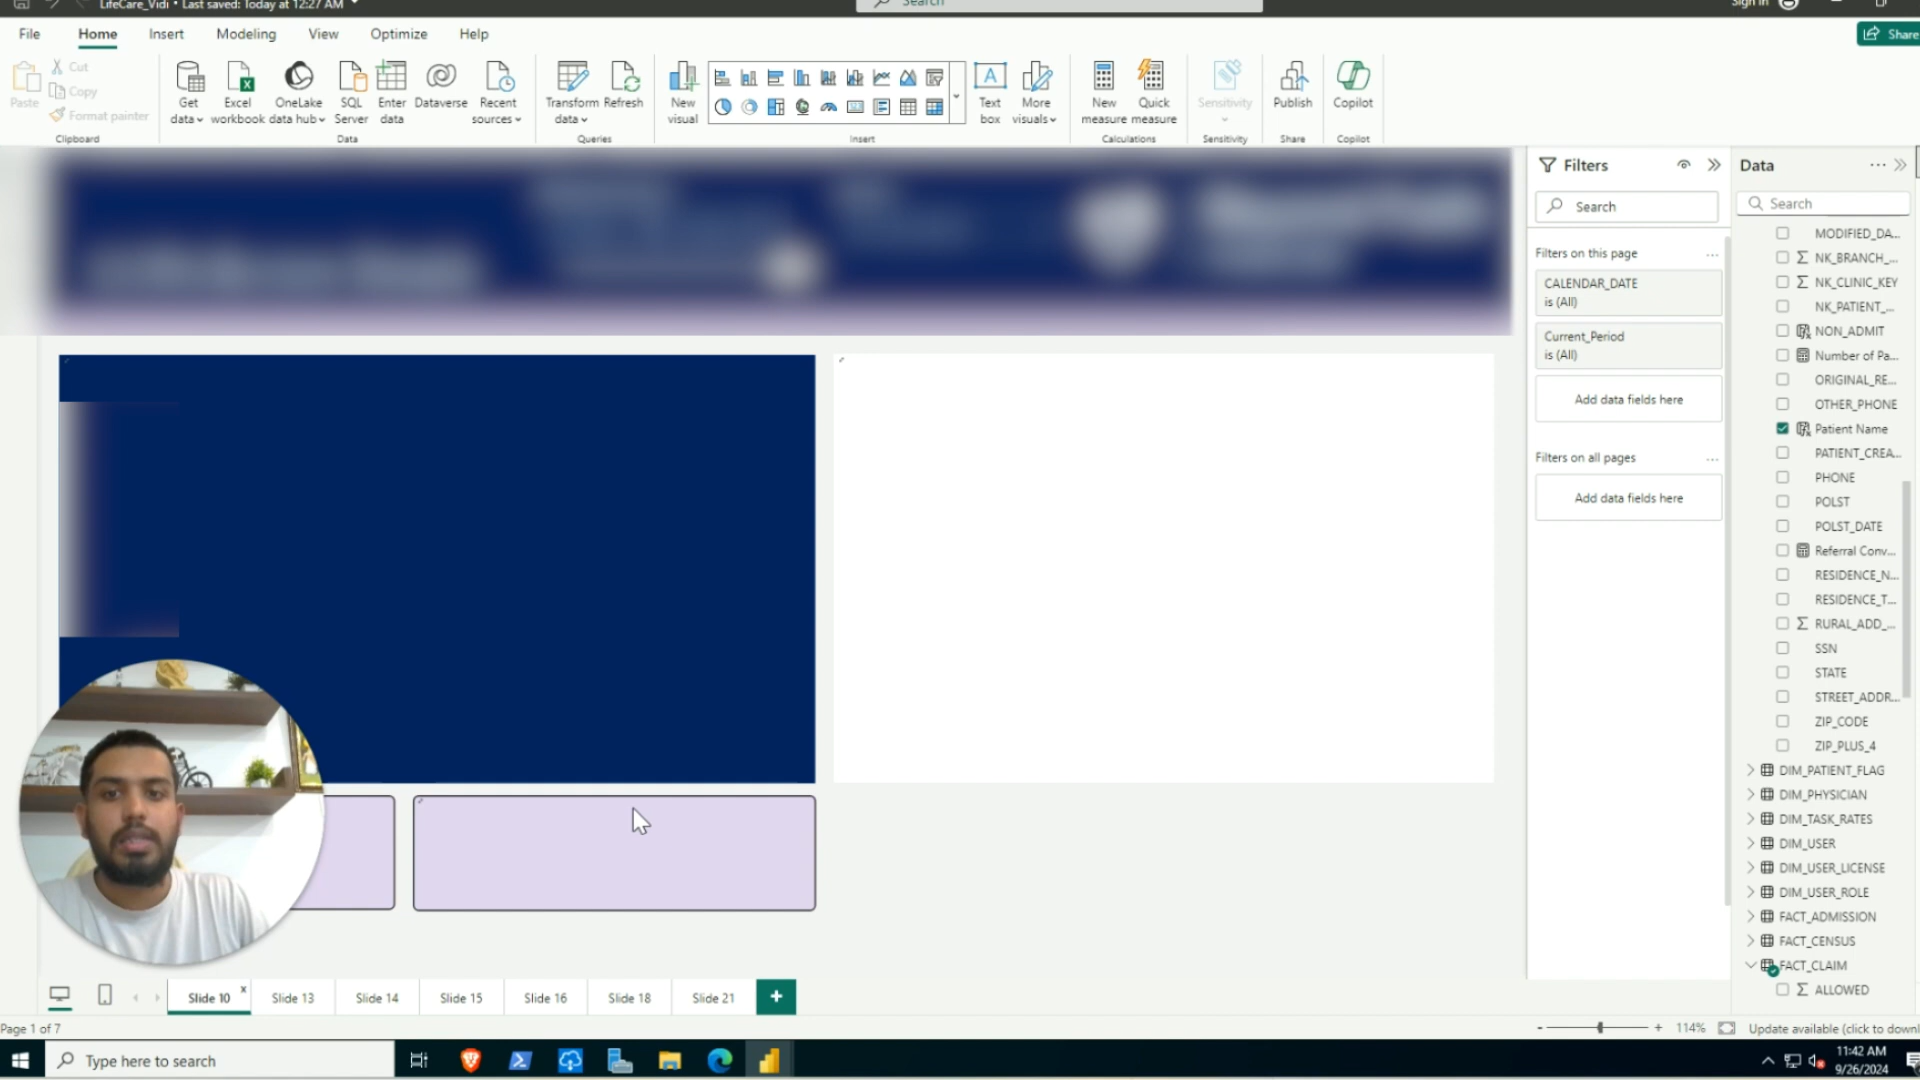 LifeCare_Vidi • Last saved: Today at 12:27 AM
Search
Sign in
File Home Insert Modeling View Optimize Help
Share
Paste
Cut
Copy
Format painter
Clipboard
Get data
Excel workbook
OneLake data hub
SQL Server
Enter data
Dataverse
Recent sources
Data
Transform data
Refresh
Queries
New visual
Text box
More visuals
Insert
New measure
Quick measure
Calculations
Sensitivity
Sensitivity
Publish
Share
Copilot
Copilot
Filters
Search
Filters on this page
CALENDAR_DATE
is (All)
Current_Period
is (All)
Add data fields here
Filters on all pages
Add data fields here
Data
Search
MODIFIED_DA...
NK_BRANCH_...
NK_CLINIC_KEY
NK_PATIENT_...
NON_ADMIT
Number of Pa...
ORIGINAL_RE...
OTHER_PHONE
Patient Name
PATIENT_CREA...
PHONE
POLST
POLST_DATE
Referral Conv...
RESIDENCE_N...
RESIDENCE_T...
RURAL_ADD_...
SSN
STATE
STREET_ADDR...
ZIP_CODE
ZIP_PLUS_4
DIM_PATIENT_FLAG
DIM_PHYSICIAN
DIM_TASK_RATES
DIM_USER
DIM_USER_LICENSE
DIM_USER_ROLE
FACT_ADMISSION
FACT_CENSUS
FACT_CLAIM
ALLOWED
Slide 10 x
Slide 13
Slide 14
Slide 15
Slide 16
Slide 18
Slide 21
+
Page 1 of 7
- + 114%
Update available (click to downl
Type here to search
11:42 AM
9/26/2024